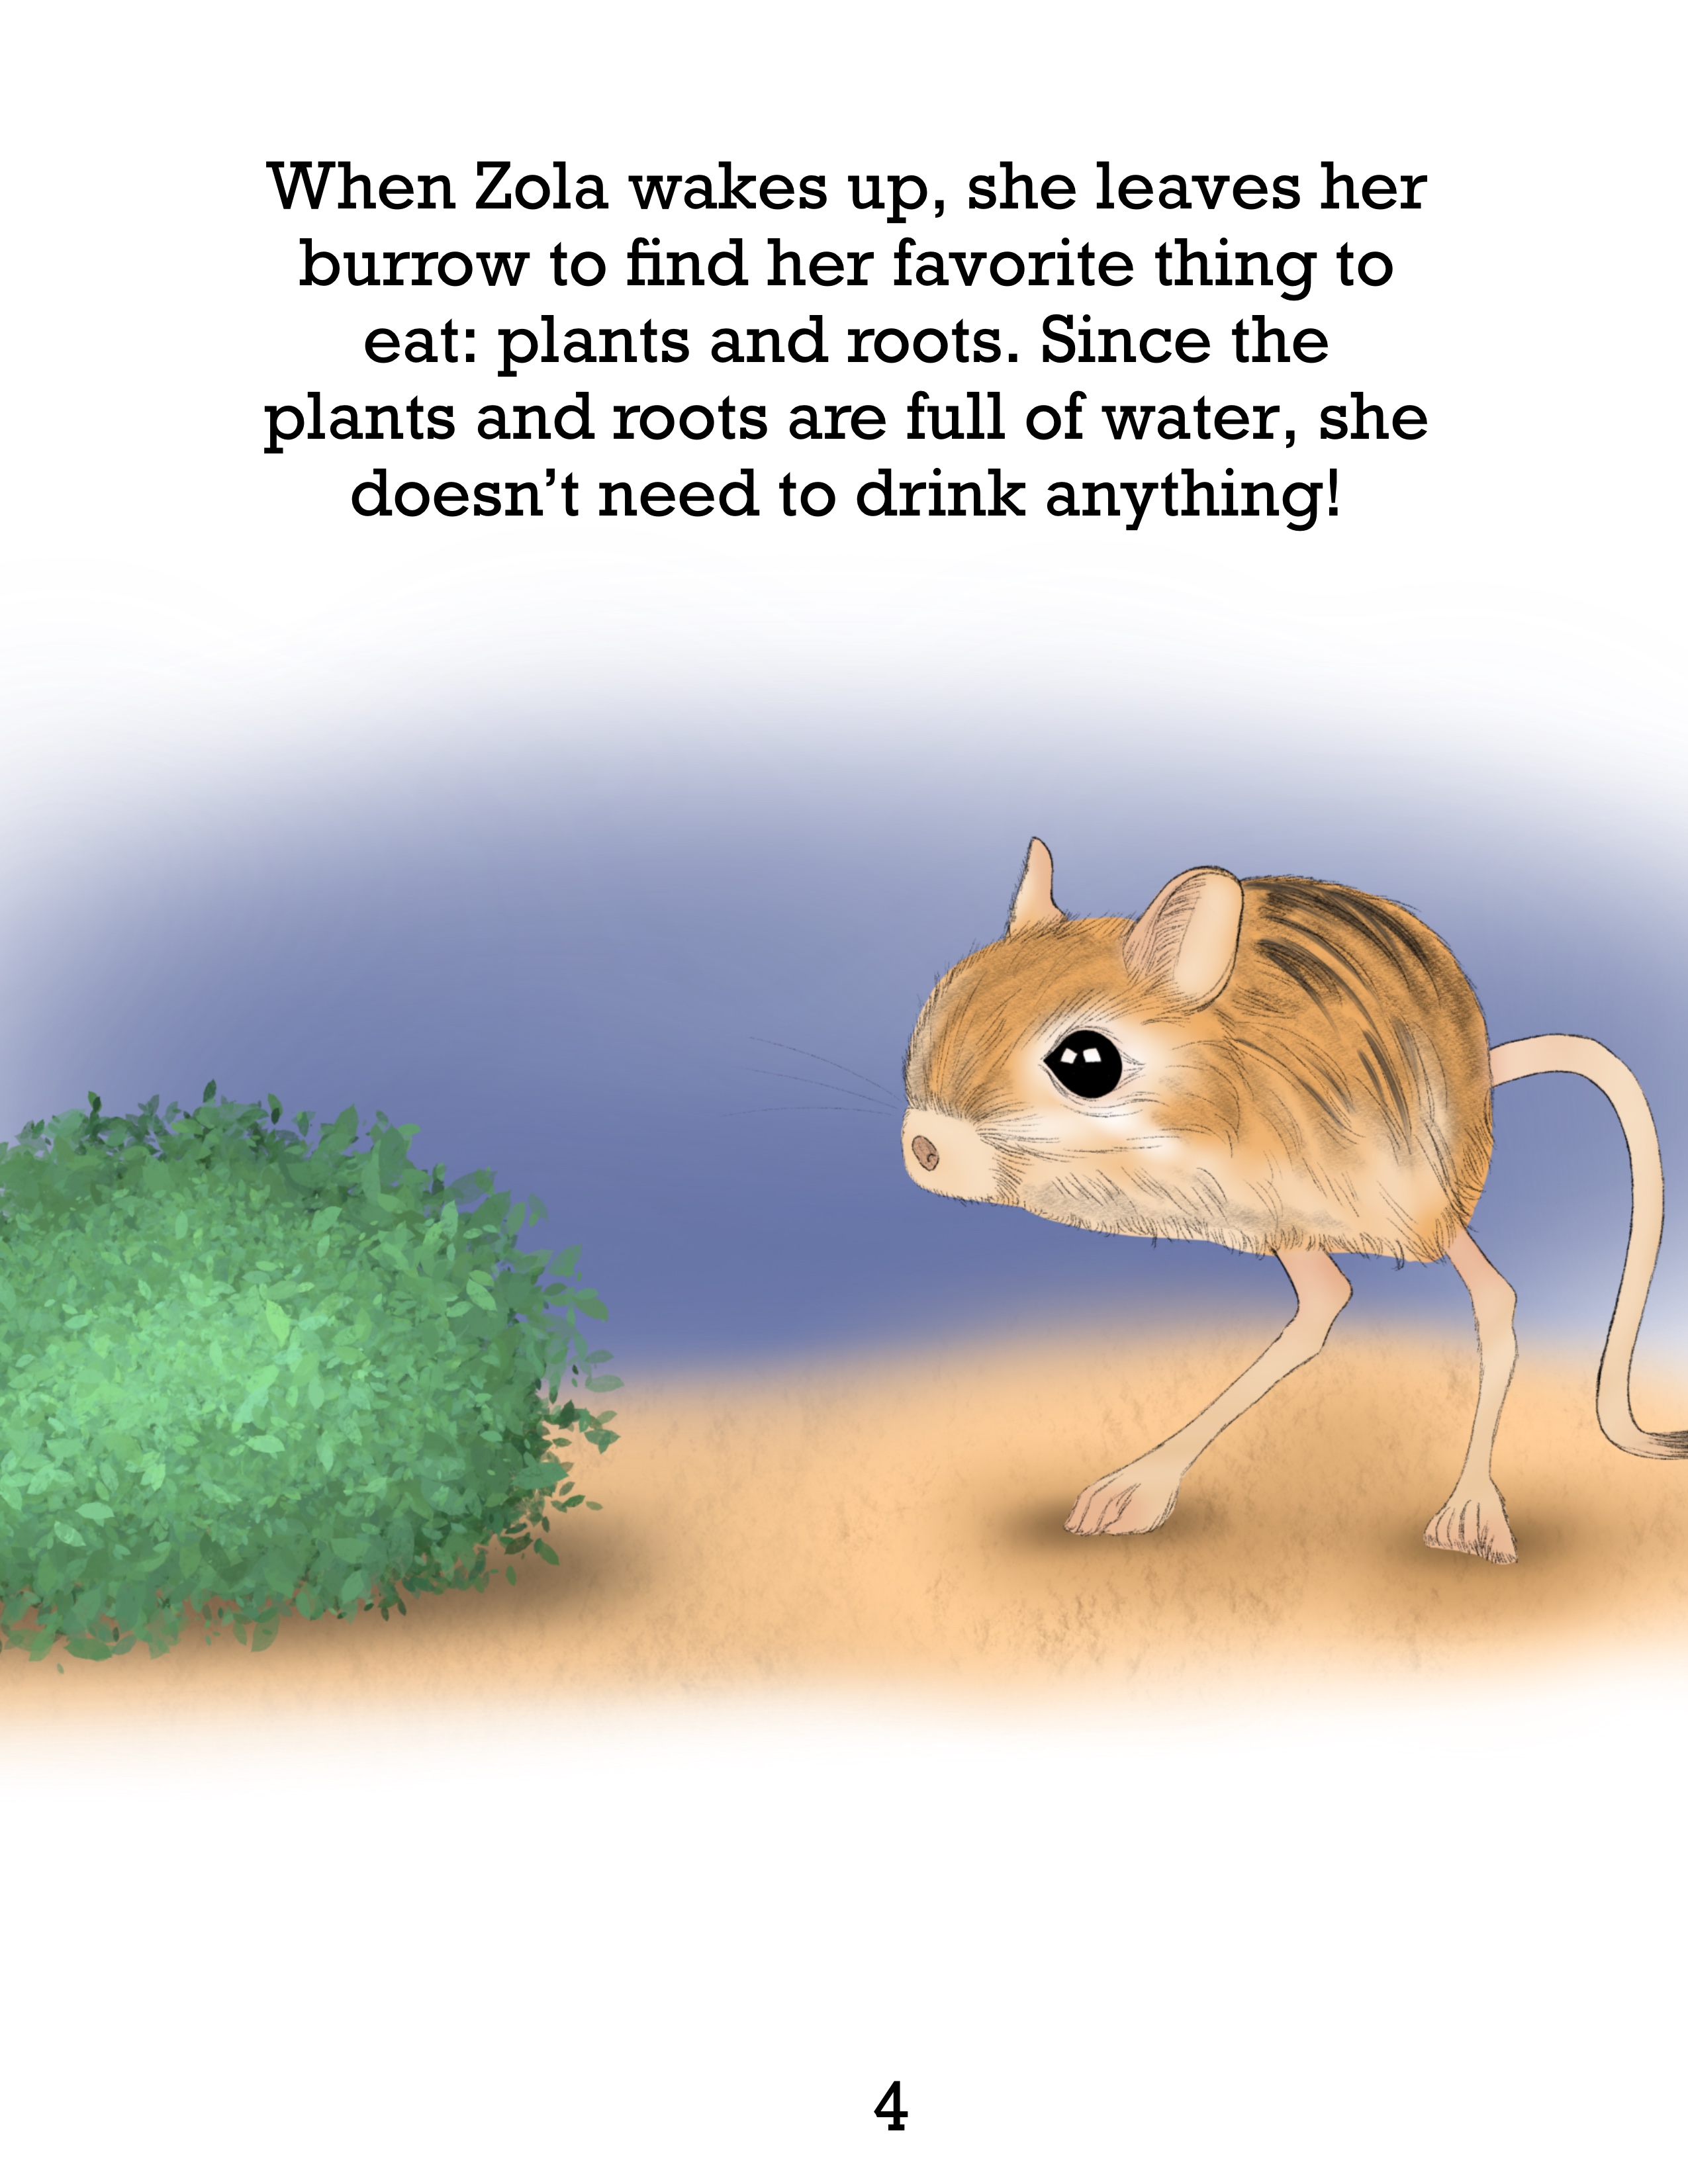 When Zola wakes up, she leaves her
burrow to find her favorite thing to
eat: plants and roots. Since the
plants and roots are full of water, she
doesn’t need to drink anything!
4